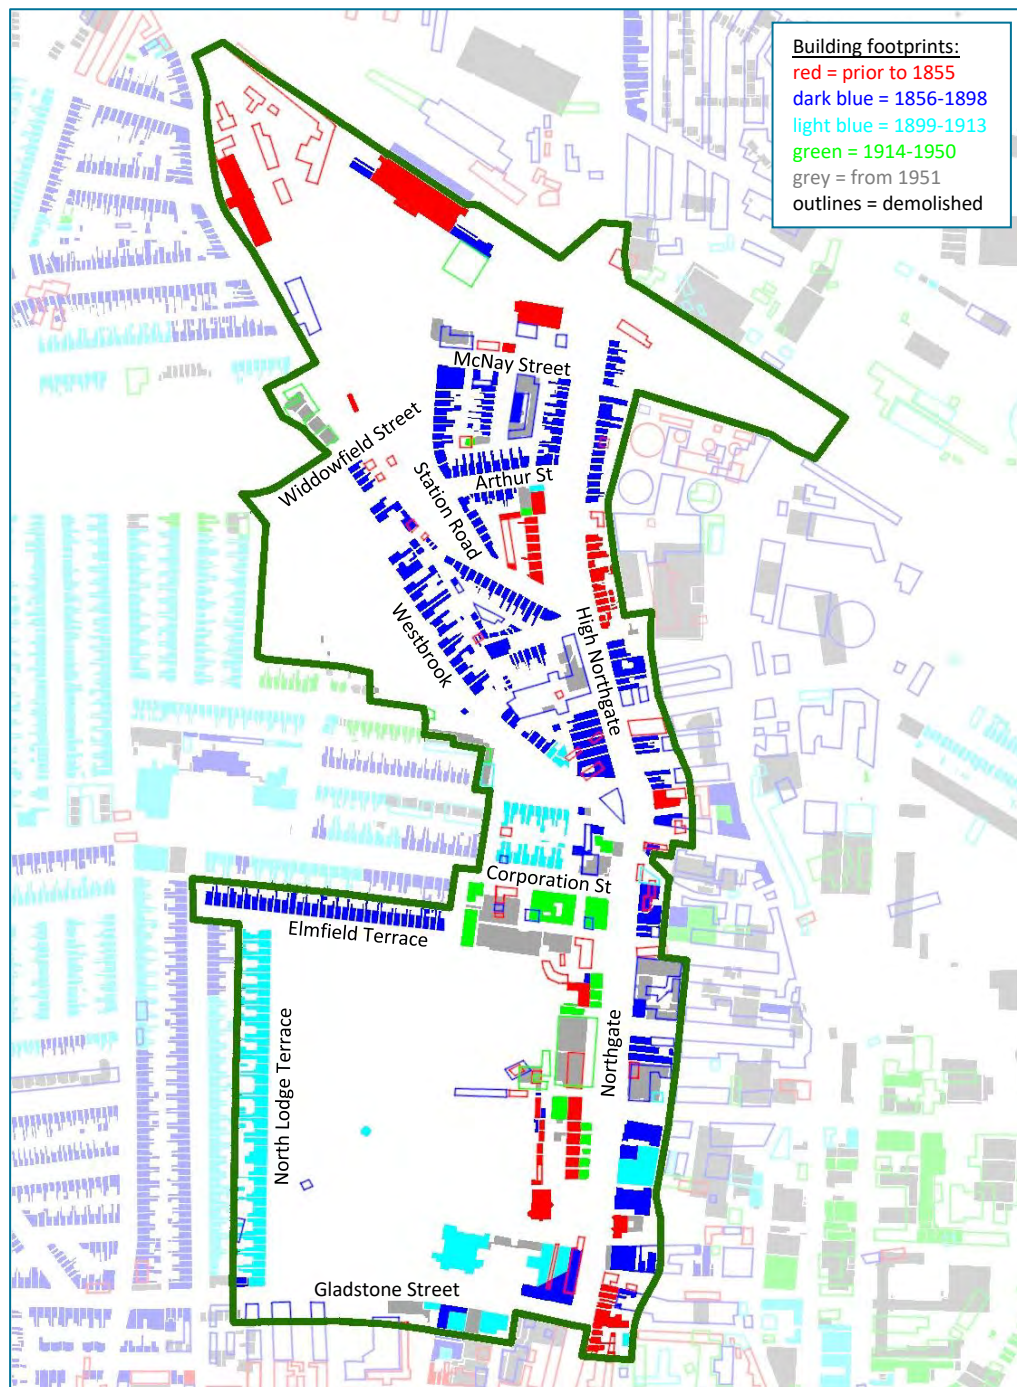 Building footprints:
red = prior to 1855
dark blue = 1856-1898
light blue = 1899-1913
green = 1914-1950
grey = from 1951
outlines = demolished
McNay Street
Widdowfield Street
Station Road
Arthur St
Westbrook
High Northgate
Corporation St
Elmfield Terrace
North Lodge Terrace
Northgate
Gladstone Street